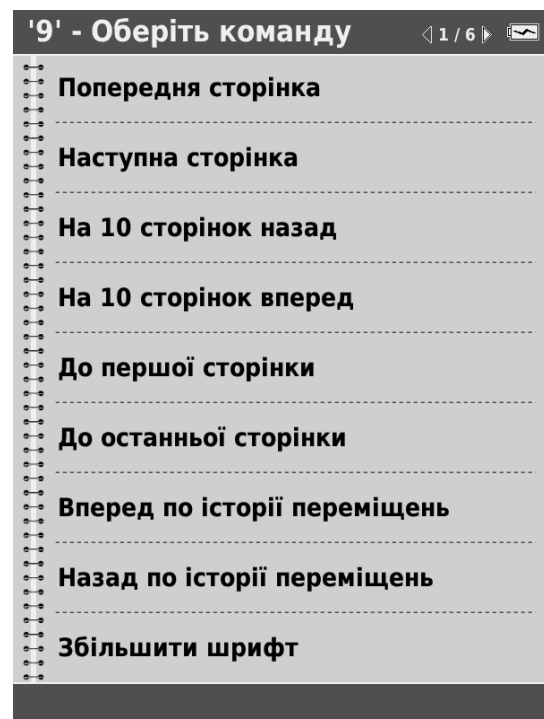 '9' - Оберіть команду 1 / 6
Попередня сторінка
Наступна сторінка
На 10 сторінок назад
На 10 сторінок вперед
До першої сторінки
До останньої сторінки
Вперед по історії переміщень
Назад по історії переміщень
Збільшити шрифт